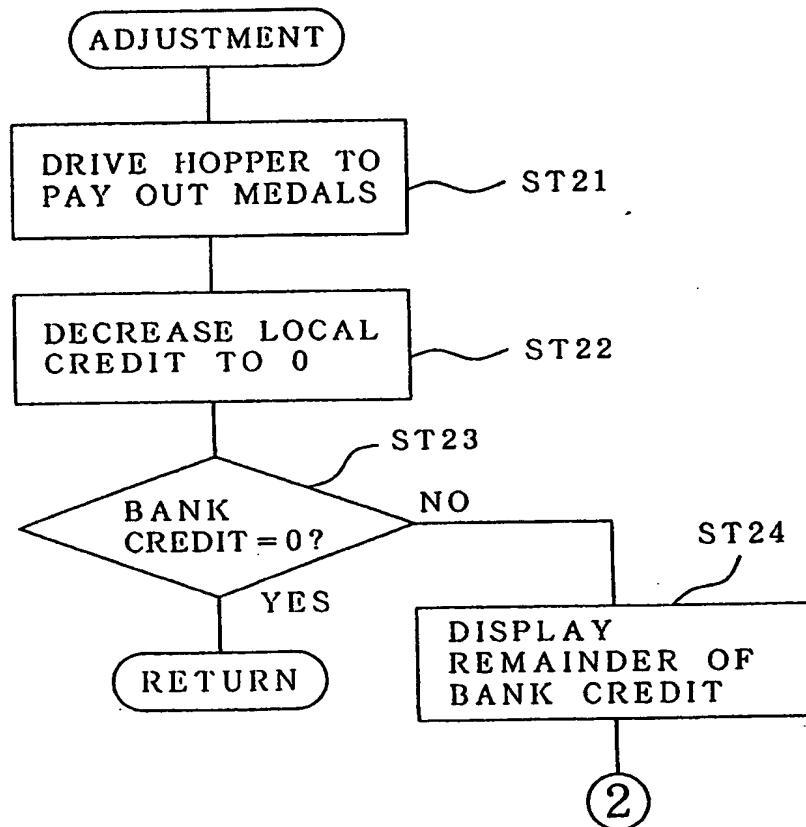 ADJUSTMENT
DRIVE HOPPER TO
PAY OUT MEDALS
ST21
DECREASE LOCAL
CREDIT TO 0
ST22
ST23
BANK
CREDIT=0?
NO
YES
ST24
DISPLAY
REMAINDER OF
BANK CREDIT
RETURN
2